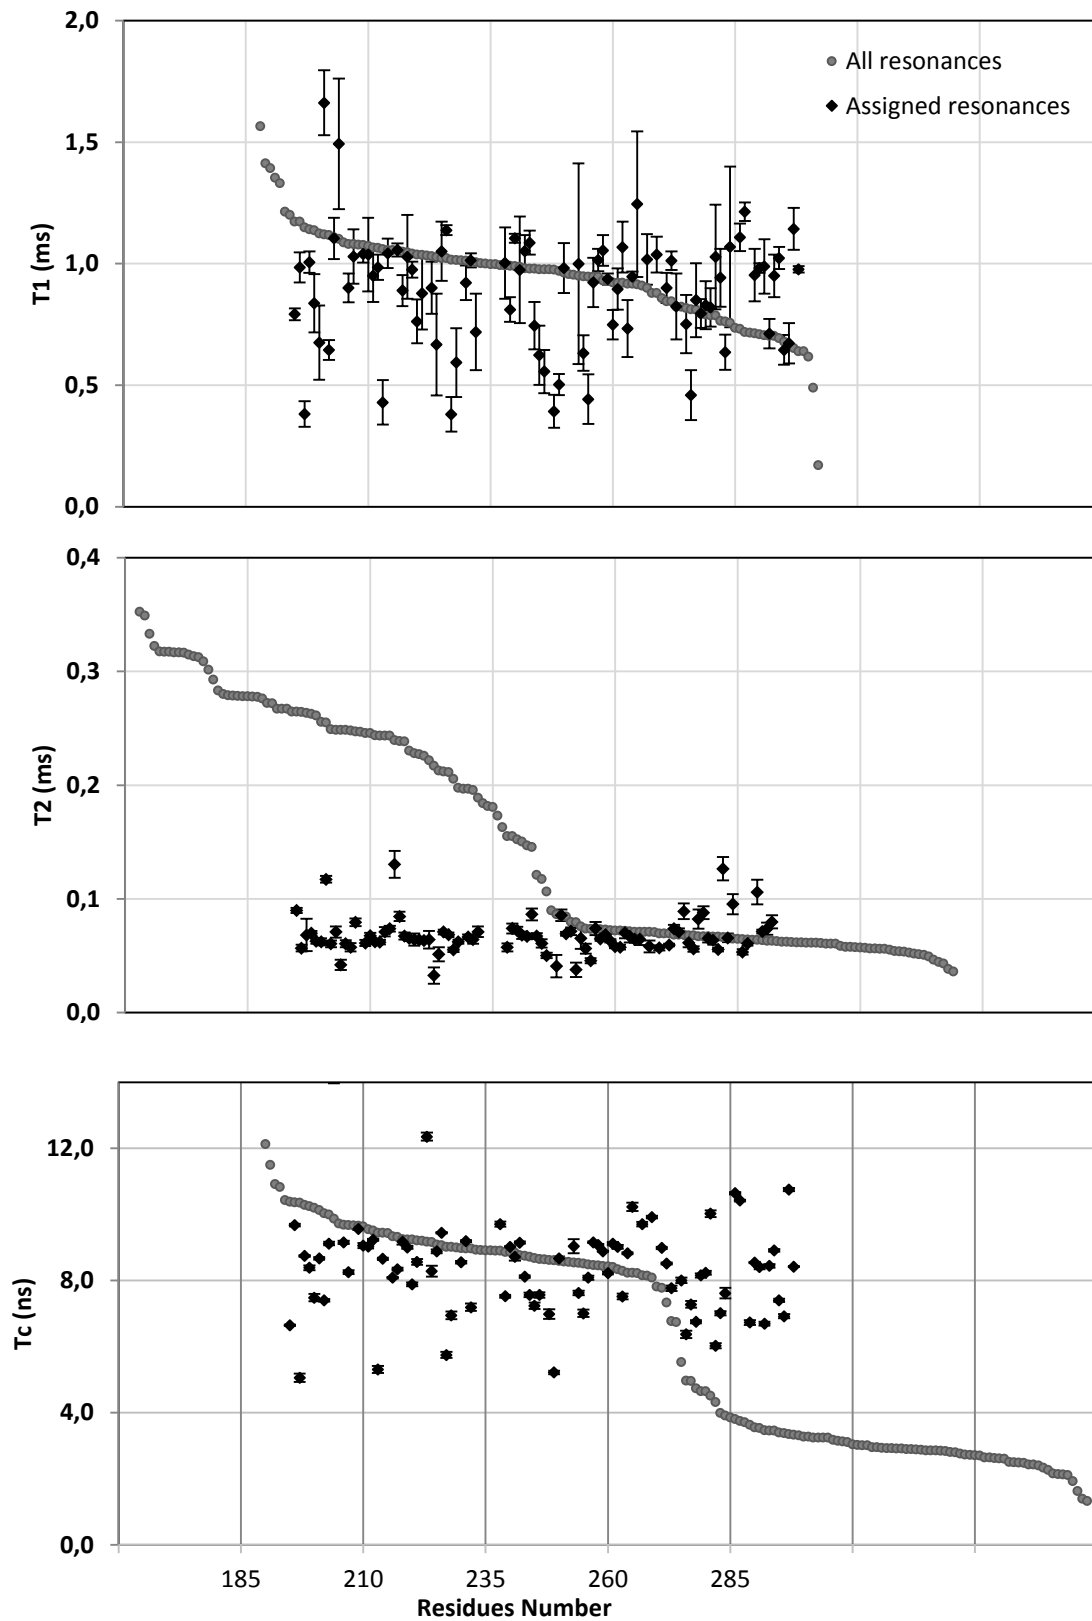 2,0
1,5
1,0
0,5
0,0
T1 (ms)
All resonances
Assigned resonances
0,4
0,3
0,2
0,1
0,0
T2 (ms)
12,0
8,0
4,0
0,0
Tc (ns)
185 210 235 260 285
Residues Number